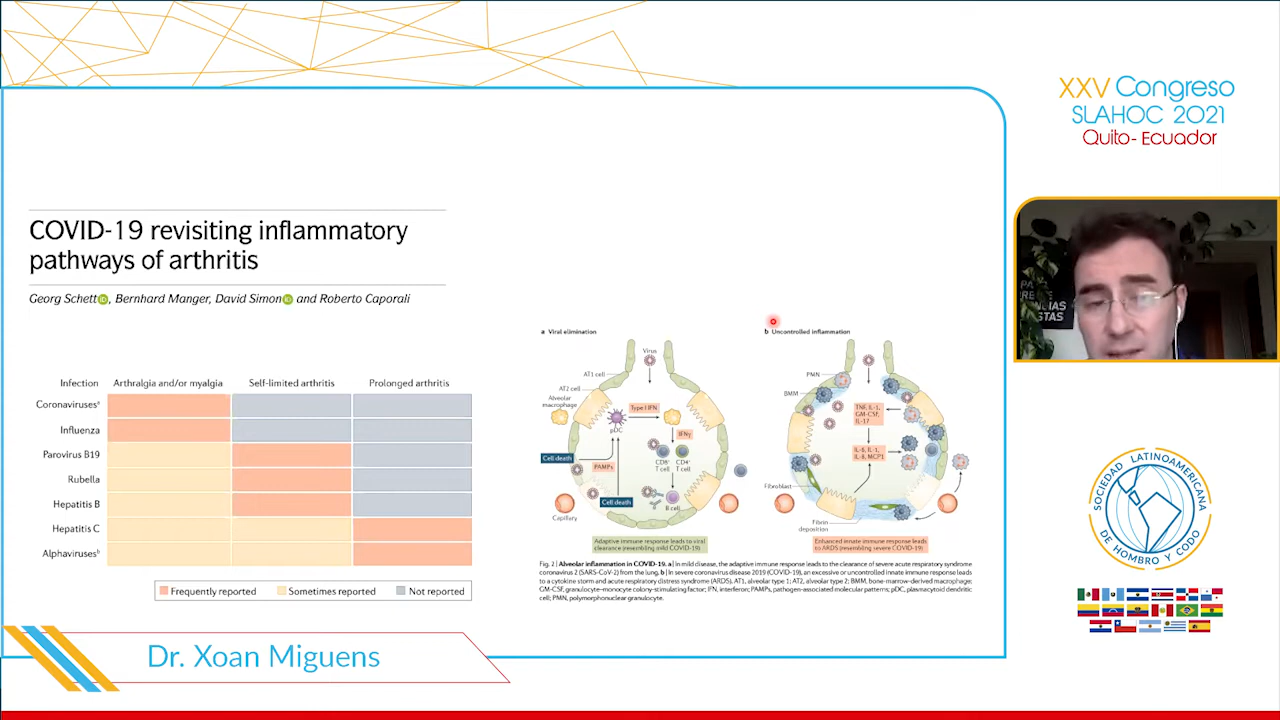 XXV Congreso
SLAHOC 2021
Quito- Ecuador
COVID-19 revisiting inflammatory
pathways of arthritis
Georg Schett, Bernhard Manger, David Simon and Roberto Caporali
Infection Arthralgia and/or myalgia Self-limited arthritis Prolonged arthritis
Coronavirusesᵃ
Influenza
Parovirus B19
Rubella
Hepatitis B
Hepatitis C
Alphavirusesᵇ
Frequently reported Sometimes reported Not reported
a Viral elimination
Virus
AT1 cell
AT2 cell
Alveolar
macrophage
Type I IFN
pDC
IFNγ
Cell death
CD8⁺
T cell
CD4⁺
T cell
PAMPs
Cell death
B cell
Capillary
Adaptive immune response leads to viral
clearance (resembling mild COVID-19)
b Uncontrolled inflammation
PMN
BMM
TNF, IL-1,
GM-CSF,
IL-17
IL-6, IL-1,
IL-8, MCP1
Fibroblast
Fibrin
deposition
Enhanced innate immune response leads
to ARDS (resembling severe COVID-19)
Fig. 2 | Alveolar inflammation in COVID-19. a | In mild disease, the adaptive immune response leads to the clearance of severe acute respiratory syndrome
coronavirus 2 (SARS-CoV-2) from the lung. b | In severe coronavirus disease 2019 (COVID-19), an excessive or uncontrolled innate immune response leads
to a cytokine storm and acute respiratory distress syndrome (ARDS). AT1, alveolar type 1; AT2, alveolar type 2; BMM, bone-marrow-derived macrophage;
GM-CSF, granulocyte–monocyte colony-stimulating factor; IFN, interferon; PAMPs, pathogen-associated molecular patterns; pDC, plasmacytoid dendritic
cell; PMN, polymorphonuclear granulocyte.
Dr. Xoan Miguens
SOCIEDAD LATINOAMERICANA
DE HOMBRO Y CODO